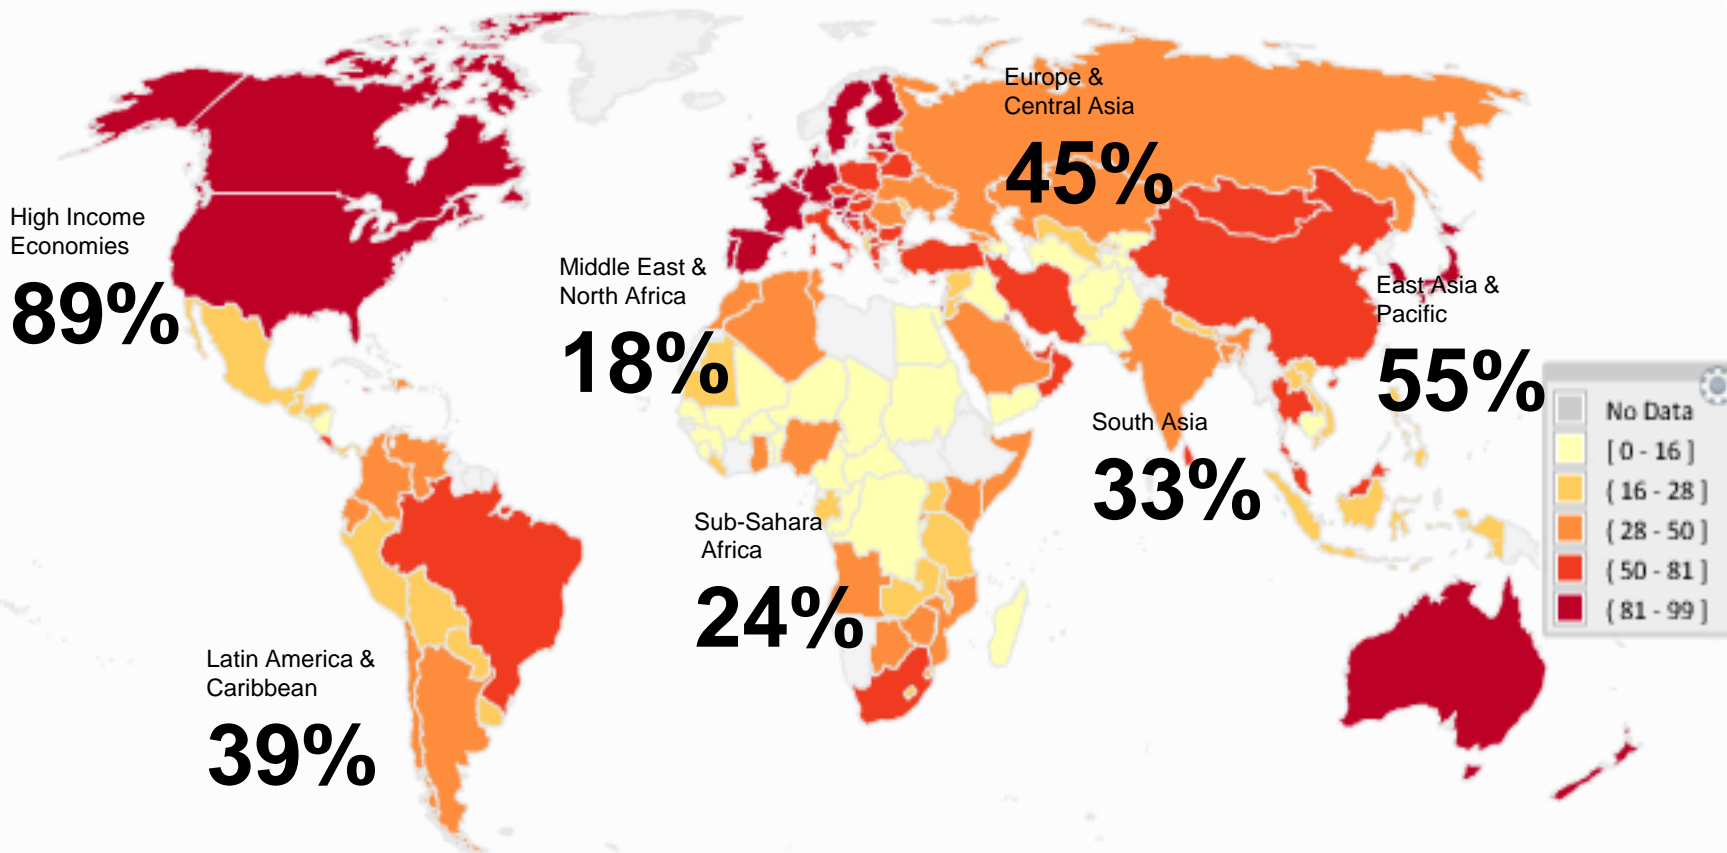 Europe &
Central Asia
45%
High Income
Economies
89%
Middle East &
North Africa
18%
East Asia &
Pacific
55%
South Asia
33%
Sub-Sahara
Africa
24%
Latin America &
Caribbean
39%
No Data
[ 0 - 16 ]
( 16 - 28 ]
( 28 - 50 ]
( 50 - 81 ]
( 81 - 99 ]